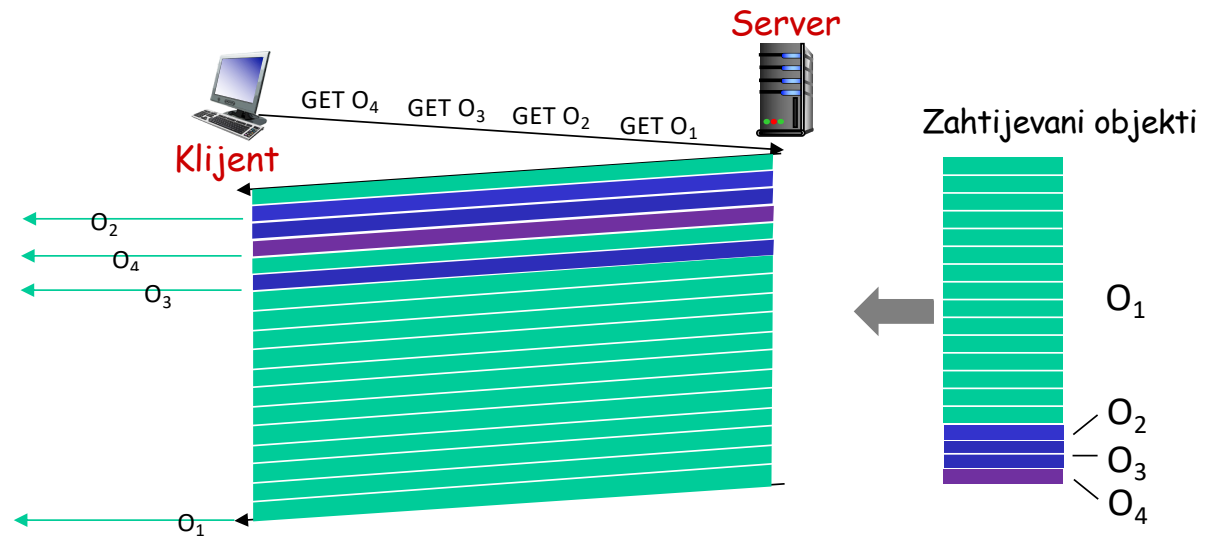 Server
GET O₄ GET O₃ GET O₂ GET O₁
Klijent
Zahtijevani objekti
O₂
O₄
O₃
O₁
O₁
O₂
O₃
O₄